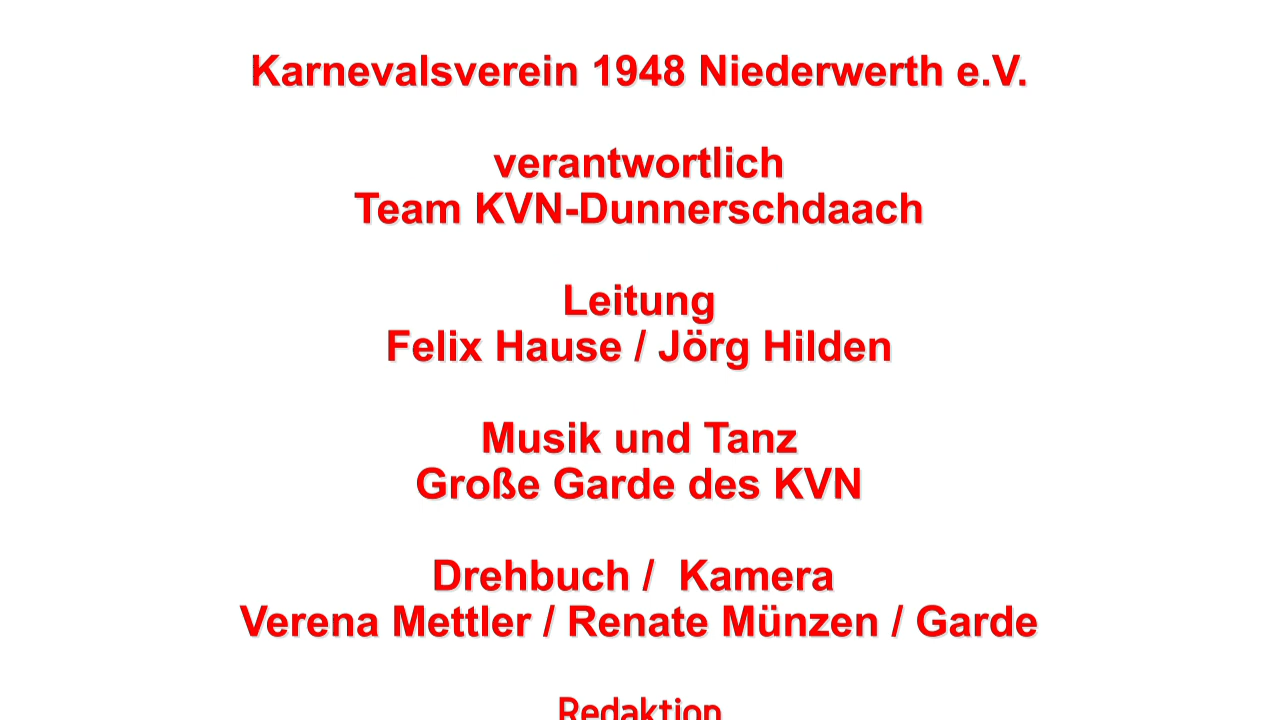 Karnevalsverein 1948 Niederwerth e.V.
verantwortlich
Team KVN-Dunnerschdaach
Leitung
Felix Hause / Jörg Hilden
Musik und Tanz
Große Garde des KVN
Drehbuch /  Kamera
Verena Mettler / Renate Münzen / Garde
Redaktion